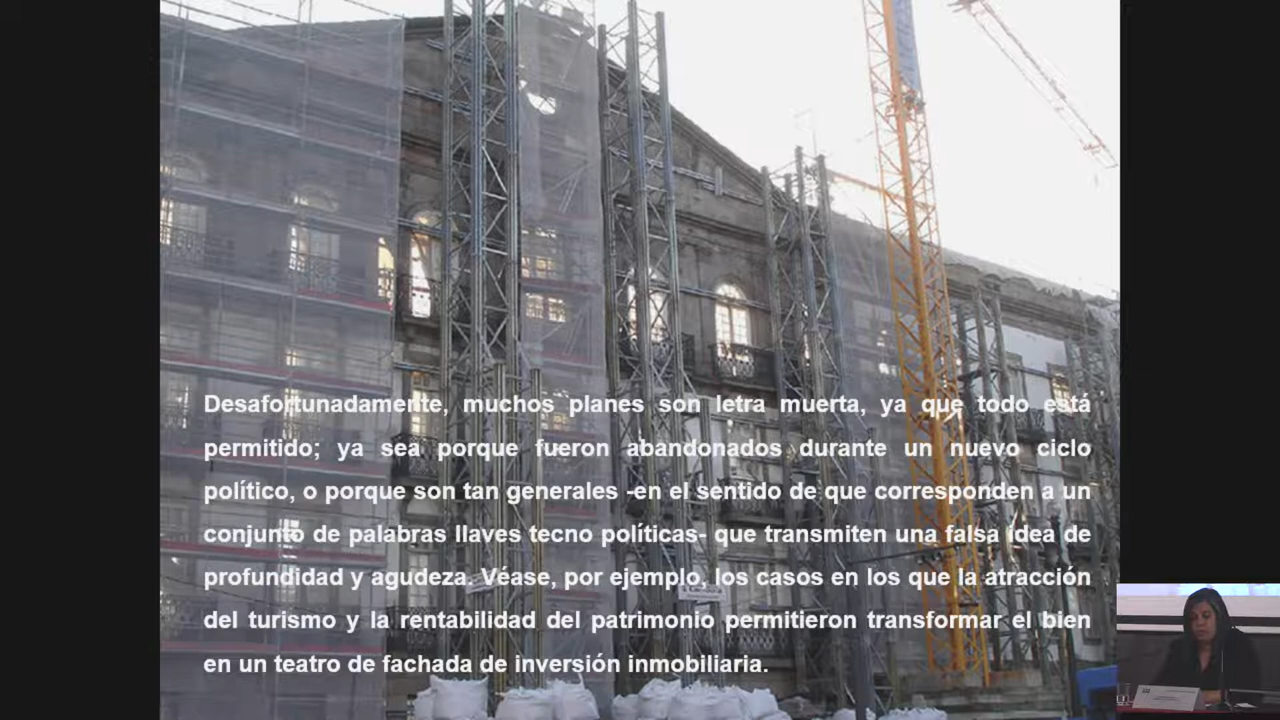 Desafortunadamente, muchos planes son letra muerta, ya que todo está
permitido; ya sea porque fueron abandonados durante un nuevo ciclo
político, o porque son tan generales -en el sentido de que corresponden a un
conjunto de palabras llaves tecno políticas- que transmiten una falsa idea de
profundidad y agudeza. Véase, por ejemplo, los casos en los que la atracción
del turismo y la rentabilidad del patrimonio permitieron transformar el bien
en un teatro de fachada de inversión inmobiliaria.